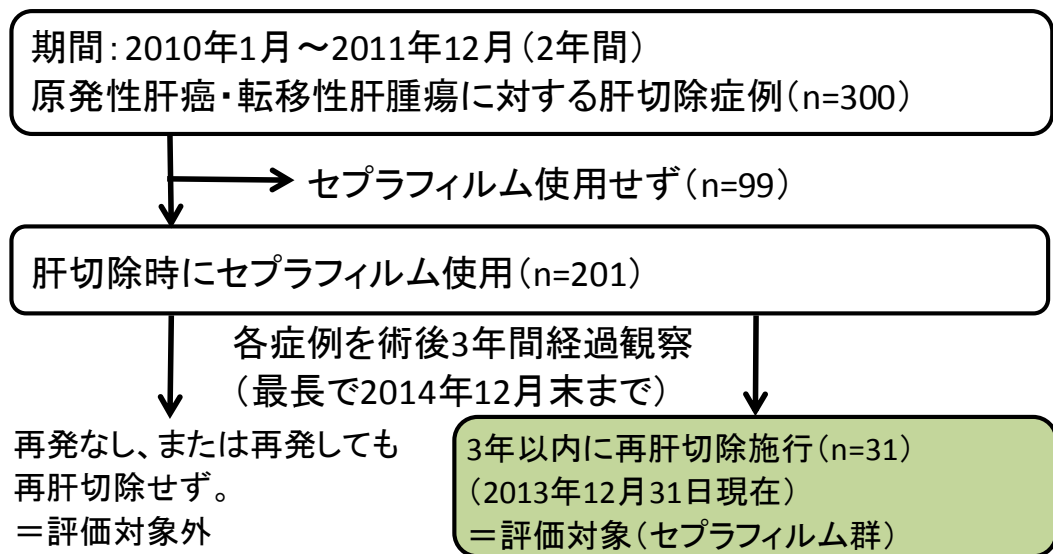 期間：2010年1月～2011年12月（2年間）
原発性肝癌・転移性肝腫瘍に対する肝切除症例（n=300）
セプラフィルム使用せず（n=99）
肝切除時にセプラフィルム使用（n=201）
各症例を術後3年間経過観察
（最長で2014年12月末まで）
再発なし、または再発しても
再肝切除せず。
＝評価対象外
3年以内に再肝切除施行（n=31）
（2013年12月31日現在）
＝評価対象（セプラフィルム群）